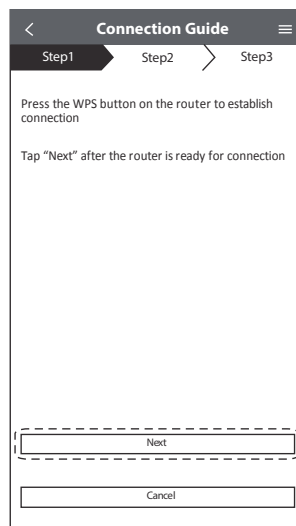 Connection Guide
Step1 Step2 Step3
Press the WPS button on the router to establish
connection
Tap “Next” after the router is ready for connection
Next
Cancel